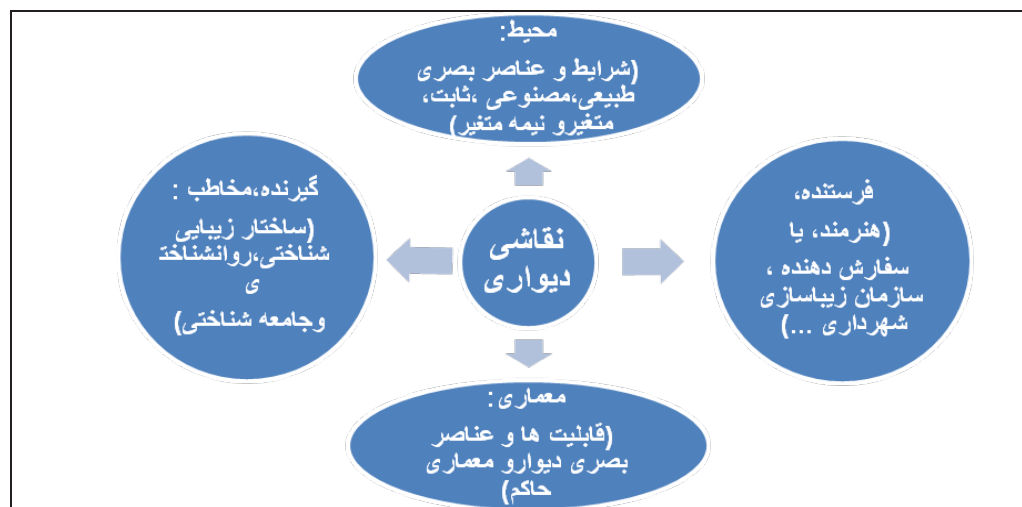 محیط:
(شرایط و عناصر بصری
طبیعی،مصنوعی ،ثابت،
متغیرو نیمه متغیر)
فرستنده،
(هنرمند، یا
سفارش دهنده ،
سازمان زیباسازی
شهرداری ...)
نقاشی
دیواری
گیرنده،مخاطب :
(ساختار زیبایی
شناختی،روانشناخت
ی
وجامعه شناختی)
معماری:
(قابلیت ها و عناصر
بصری دیوارو معماری
حاکم)